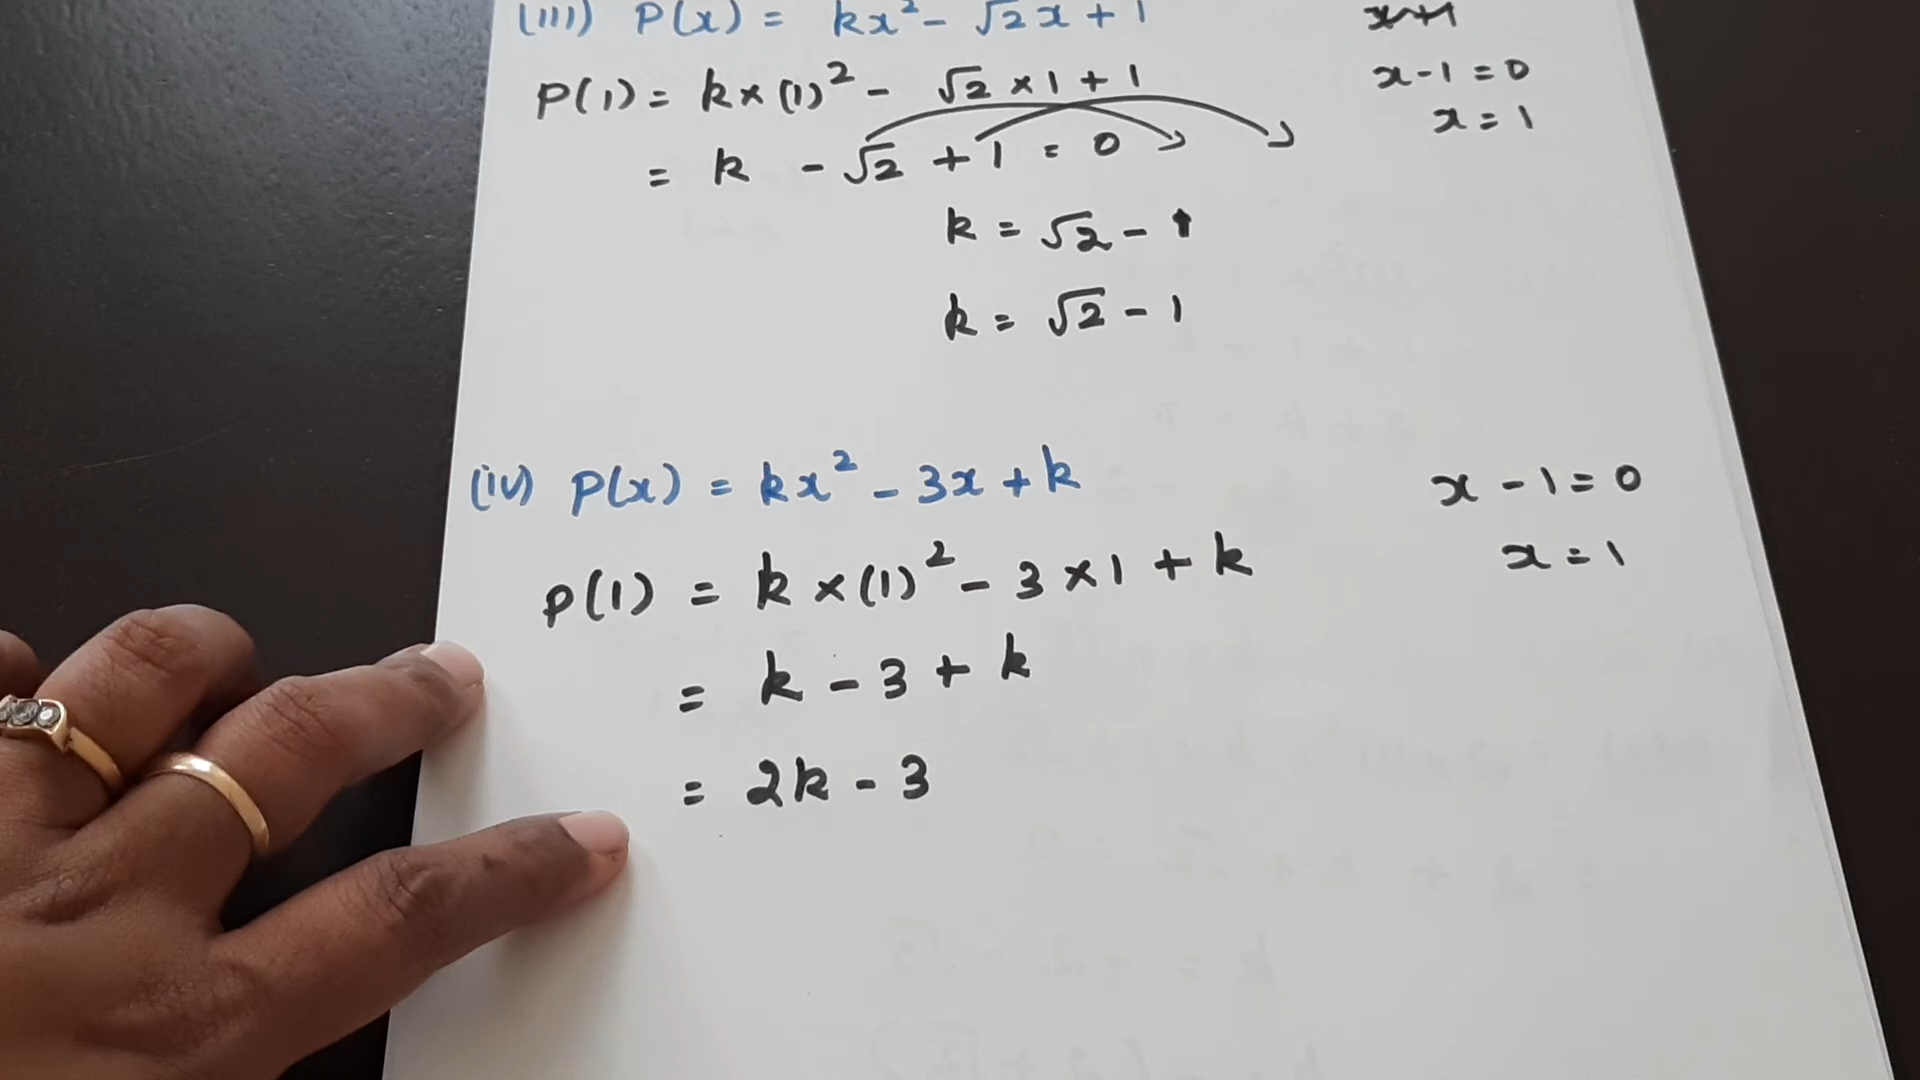 (iii) P(x) = kx² - √2x + 1
x+1
P(1) = k × (1)² - √2 × 1 + 1
x - 1 = 0
x = 1
= k - √2 + 1 = 0
k = √2 - 1
k = √2 - 1
(iv) P(x) = kx² - 3x + k
x - 1 = 0
P(1) = k × (1)² - 3 × 1 + k
x = 1
= k - 3 + k
= 2k - 3